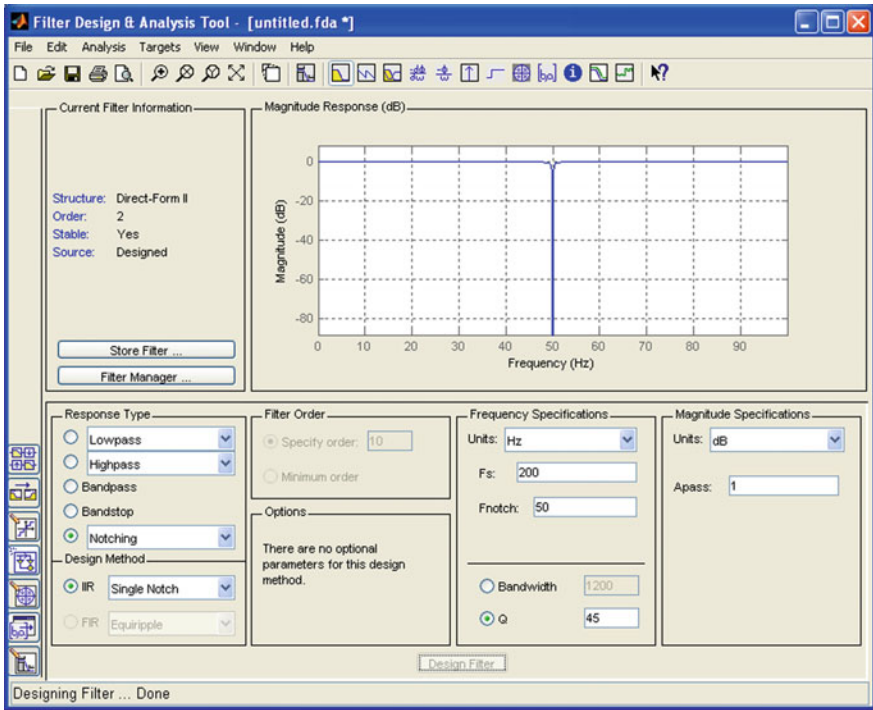 Filter Design & Analysis Tool - [untitled.fda *]
File Edit Analysis Targets View Window Help
Current Filter Information
Structure: Direct-Form II
Order: 2
Stable: Yes
Source: Designed
Store Filter ...
Filter Manager ...
Magnitude Response (dB)
Magnitude (dB)
0
-20
-40
-60
-80
0 10 20 30 40 50 60 70 80 90
Frequency (Hz)
Response Type
Lowpass
Highpass
Bandpass
Bandstop
Notching
Design Method
IIR Single Notch
FIR Equiripple
Filter Order
Specify order: 10
Minimum order
Options
There are no optional
parameters for this design
method.
Frequency Specifications
Units: Hz
Fs: 200
Fnotch: 50
Bandwidth 1200
Q 45
Magnitude Specifications
Units: dB
Apass: 1
Design Filter
Designing Filter ... Done